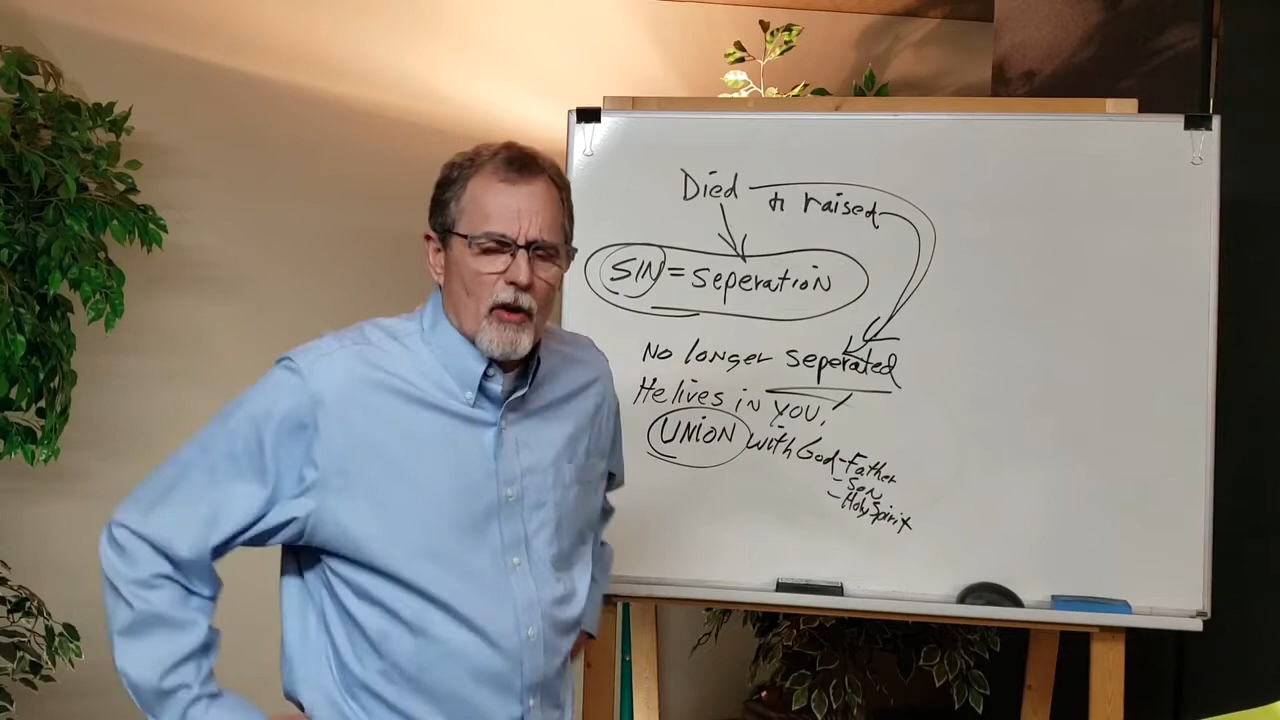 Died & raised
SIN = seperation
No longer seperated
He lives in YOU!
UNION with God - Father
- Son
- Holy Spirit